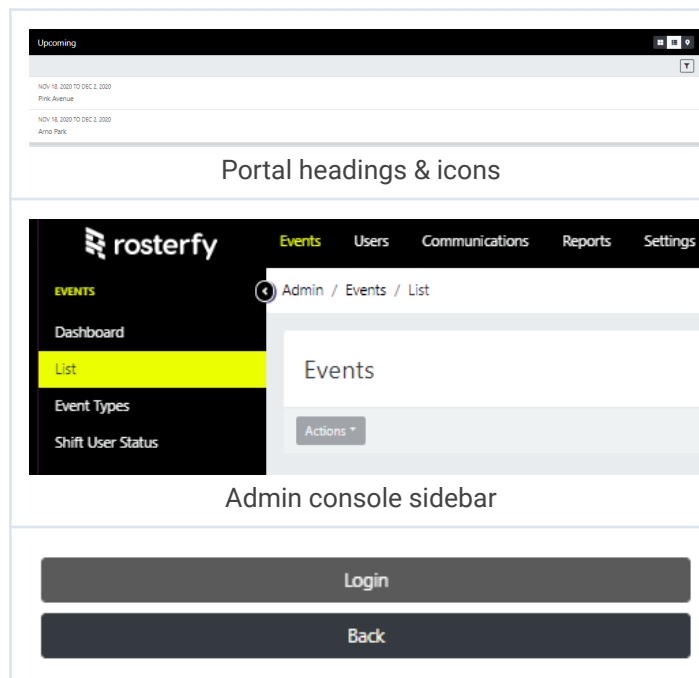 Upcoming
NOV 18, 2020 TO DEC 2, 2020
Pink Avenue
NOV 18, 2020 TO DEC 2, 2020
Arno Park
Portal headings & icons
rosterfy Events Users Communications Reports Settings
EVENTS Admin / Events / List
Dashboard
List Events
Event Types
Shift User Status Actions
Admin console sidebar
Login
Back